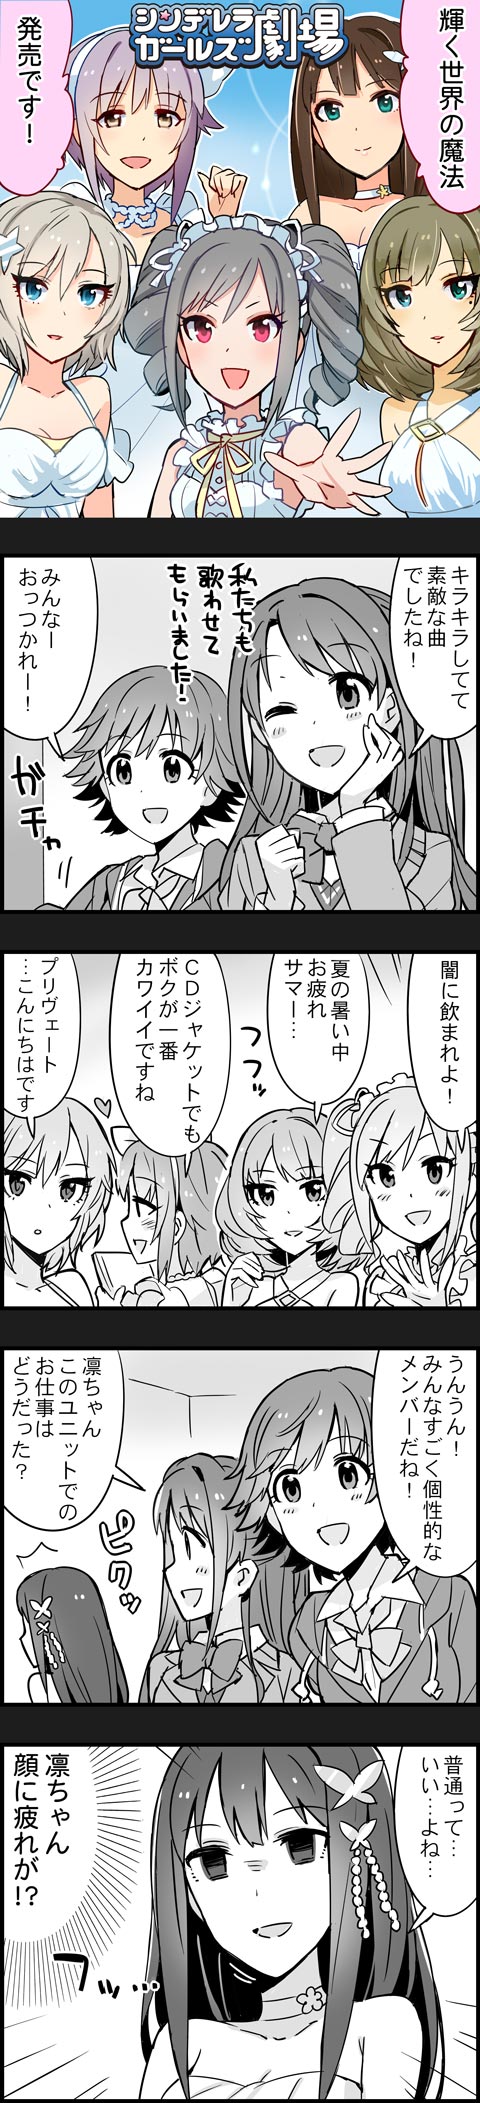 シンデレラ
ガールズ劇場
輝く世界の魔法
発売です！
キラキラしてて
素敵な曲
でしたね！
私たちも
歌わせて
もらいました！
みんなー
おっつかれー！
ガチャ
闇に飲まれよ！
夏の暑い中
お疲れ
サマー…
フフッ
CDジャケットでも
ボクが一番
カワイイですね
プリヴェート
…こんにちはです
うんうん！
みんなすごく個性的な
メンバーだね！
凛ちゃん
このユニットでの
お仕事は
どうだった？
ピクッ
普通って…
いい…よね…
凛ちゃん
顔に疲れが!?
フッ…